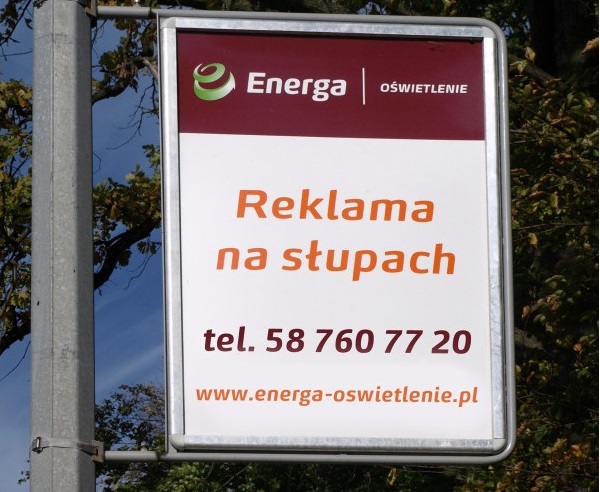 Energa | OŚWIETLENIE
Reklama
na słupach
tel. 58 760 77 20
www.energa-oswietlenie.pl